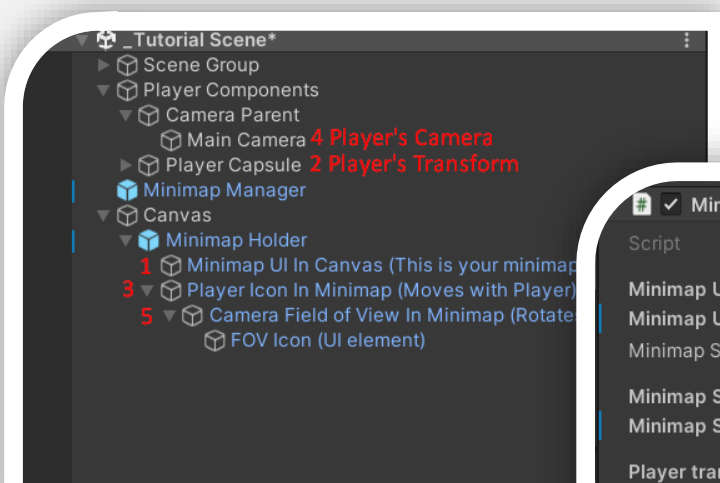 _Tutorial Scene*
Scene Group
Player Components
Camera Parent
Main Camera 4 Player's Camera
Player Capsule 2 Player's Transform
Minimap Manager
Canvas
Minimap Holder
1 Minimap UI In Canvas (This is your minimap
3 Player Icon In Minimap (Moves with Player)
5 Camera Field of View In Minimap (Rotates
FOV Icon (UI element)
# Min
Script
Minimap U
Minimap U
Minimap S
Minimap S
Minimap S
Player tran